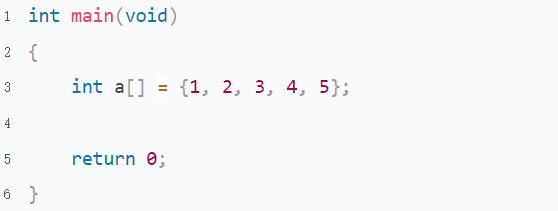 1 int main(void)
2 {
3     int a[] = {1, 2, 3, 4, 5};
4
5     return 0;
6 }